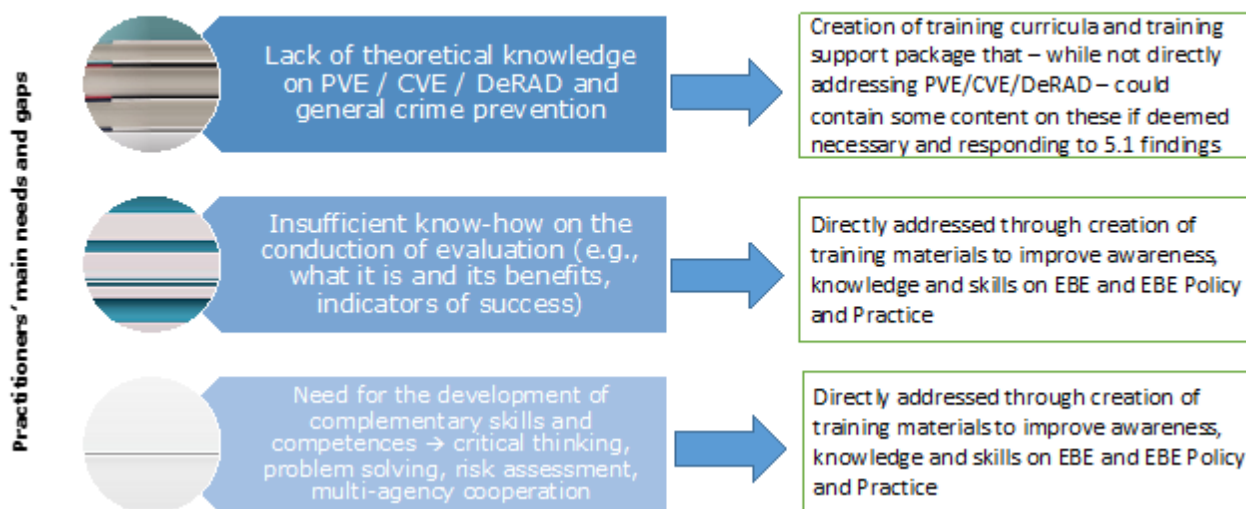 Practitioners' main needs and gaps
Lack of theoretical knowledge
on PVE / CVE / DeRAD and
general crime prevention
Creation of training curricula and training
support package that – while not directly
addressing PVE/CVE/DeRAD – could
contain some content on these if deemed
necessary and responding to 5.1 findings
Insufficient know-how on the
conduction of evaluation (e.g.,
what it is and its benefits,
indicators of success)
Directly addressed through creation of
training materials to improve awareness,
knowledge and skills on EBE and EBE Policy
and Practice
Need for the development of
complementary skills and
competences → critical thinking,
problem solving, risk assessment,
multi-agency cooperation
Directly addressed through creation of
training materials to improve awareness,
knowledge and skills on EBE and EBE Policy
and Practice